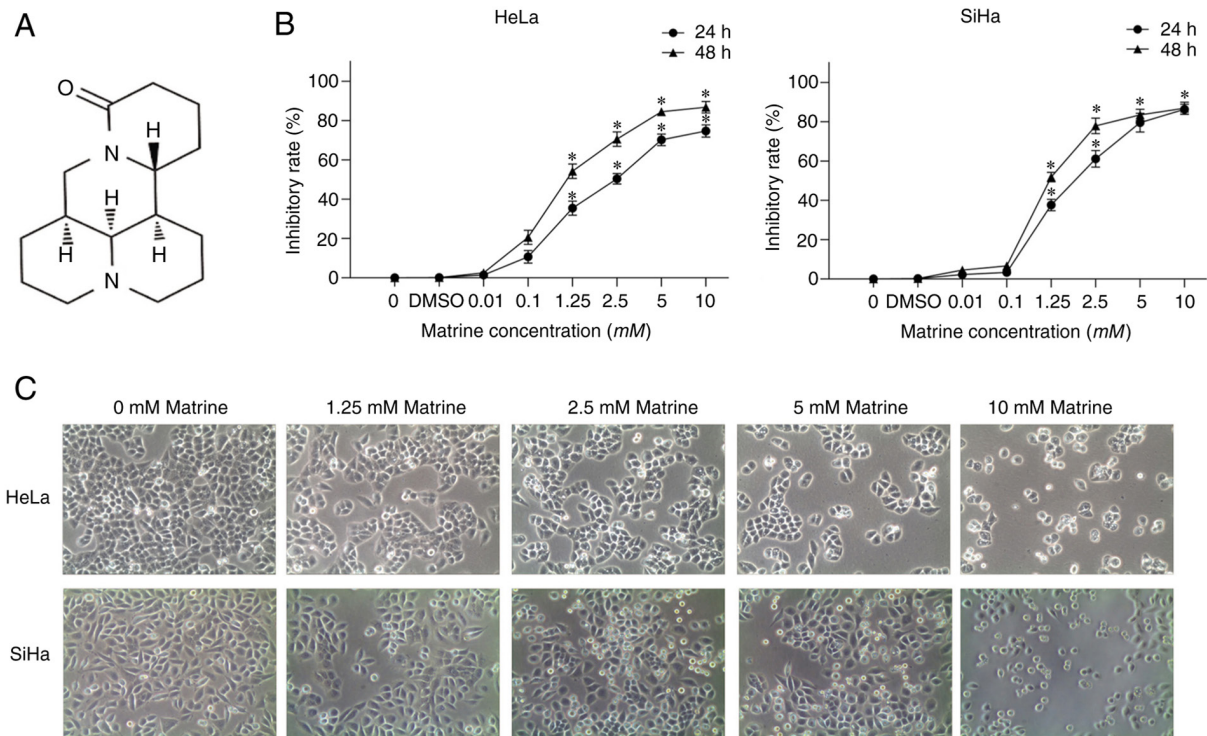 A
O
H
N
H
H
H
N
B
HeLa
24 h
48 h
Inhibitory rate (%)
100
80
60
40
20
0
* * * * * * * *
0 DMSO 0.01 0.1 1.25 2.5 5 10
Matrine concentration (mM)
SiHa
24 h
48 h
Inhibitory rate (%)
100
80
60
40
20
0
* * * * * *
0 DMSO 0.01 0.1 1.25 2.5 5 10
Matrine concentration (mM)
C
0 mM Matrine 1.25 mM Matrine 2.5 mM Matrine 5 mM Matrine 10 mM Matrine
HeLa
SiHa